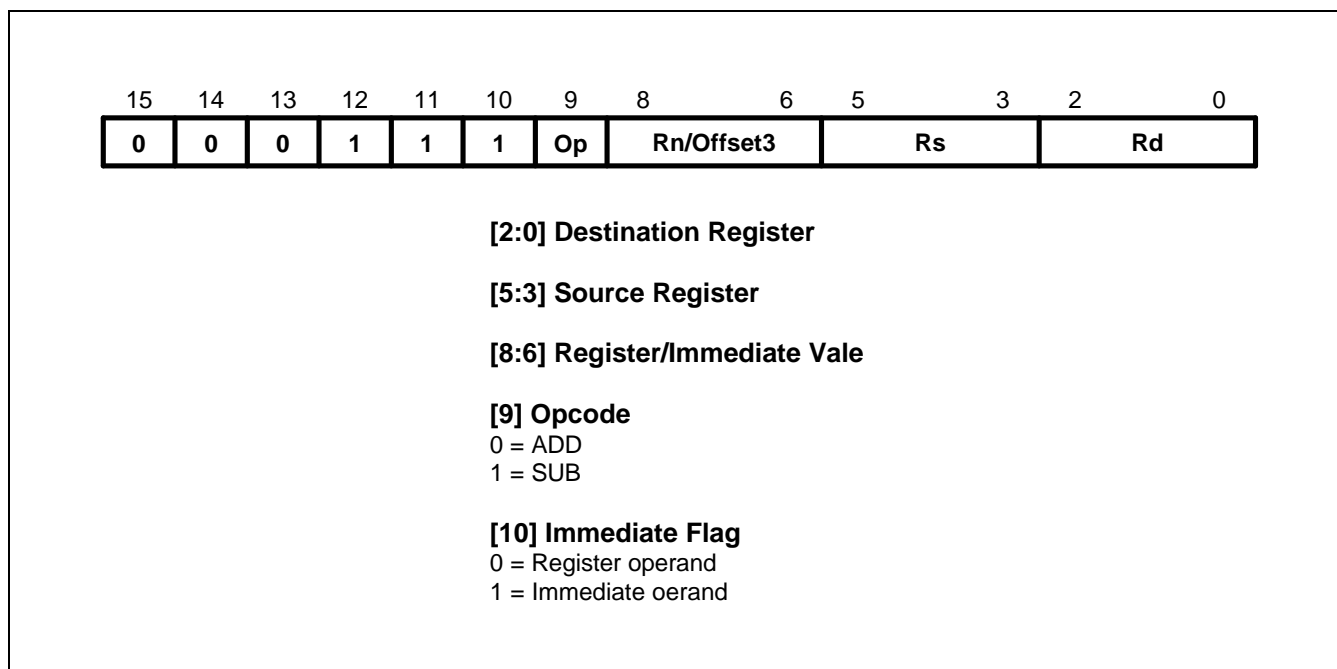 15 14 13 12 11 10 9 8 6 5 3 2 0
0 0 0 1 1 1 Op Rn/Offset3 Rs Rd
[2:0] Destination Register
[5:3] Source Register
[8:6] Register/Immediate Vale
[9] Opcode
0 = ADD
1 = SUB
[10] Immediate Flag
0 = Register operand
1 = Immediate oerand